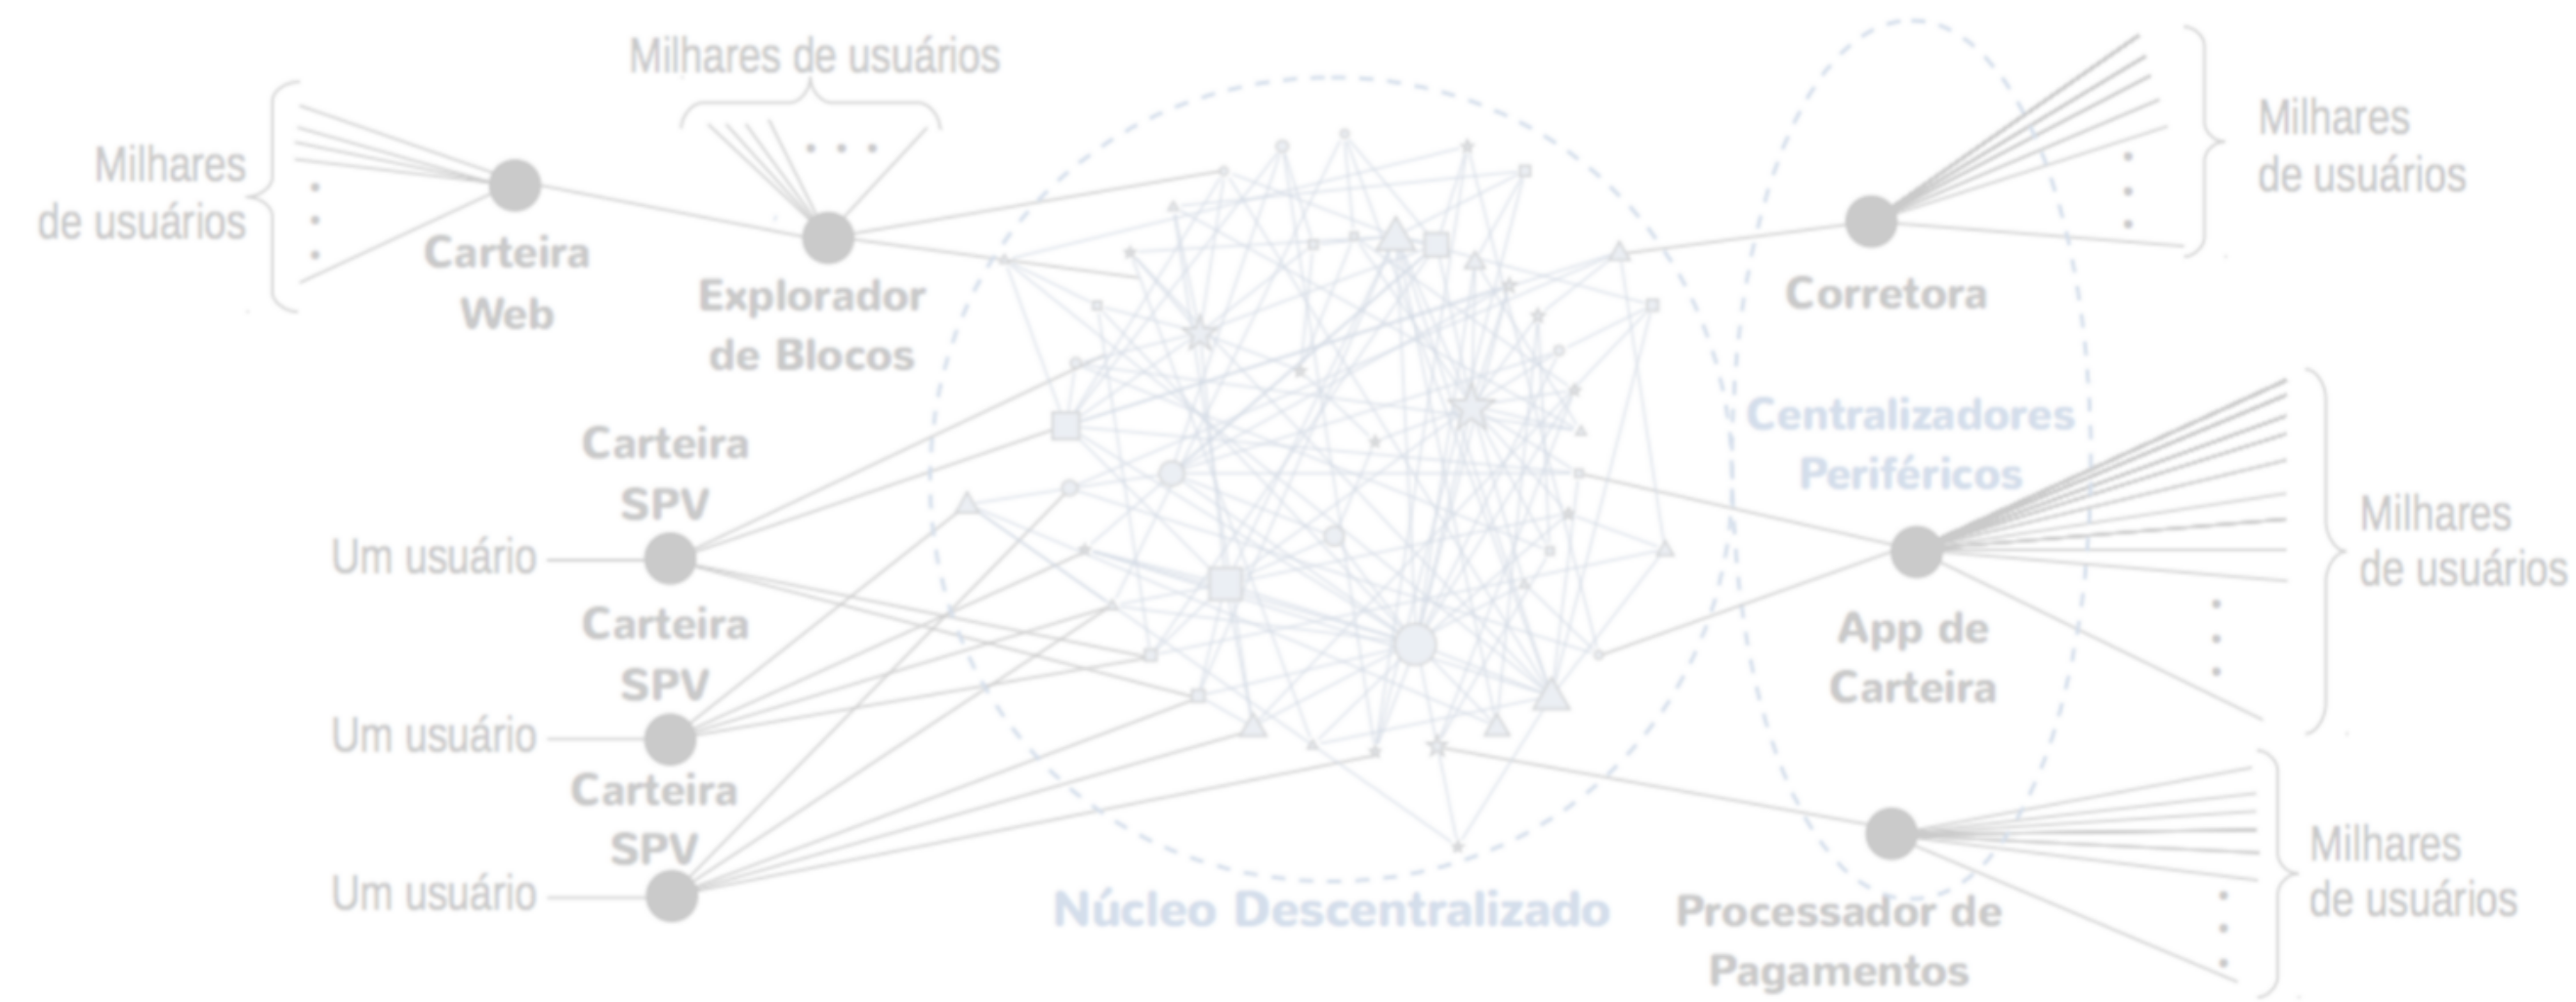 Milhares de usuários
Milhares
de usuários
Carteira
Web
Explorador
de Blocos
Milhares
de usuários
Corretora
Centralizadores
Periféricos
Carteira
SPV
Um usuário
Milhares
de usuários
App de
Carteira
Carteira
SPV
Um usuário
Carteira
SPV
Um usuário
Núcleo Descentralizado
Processador de
Pagamentos
Milhares
de usuários